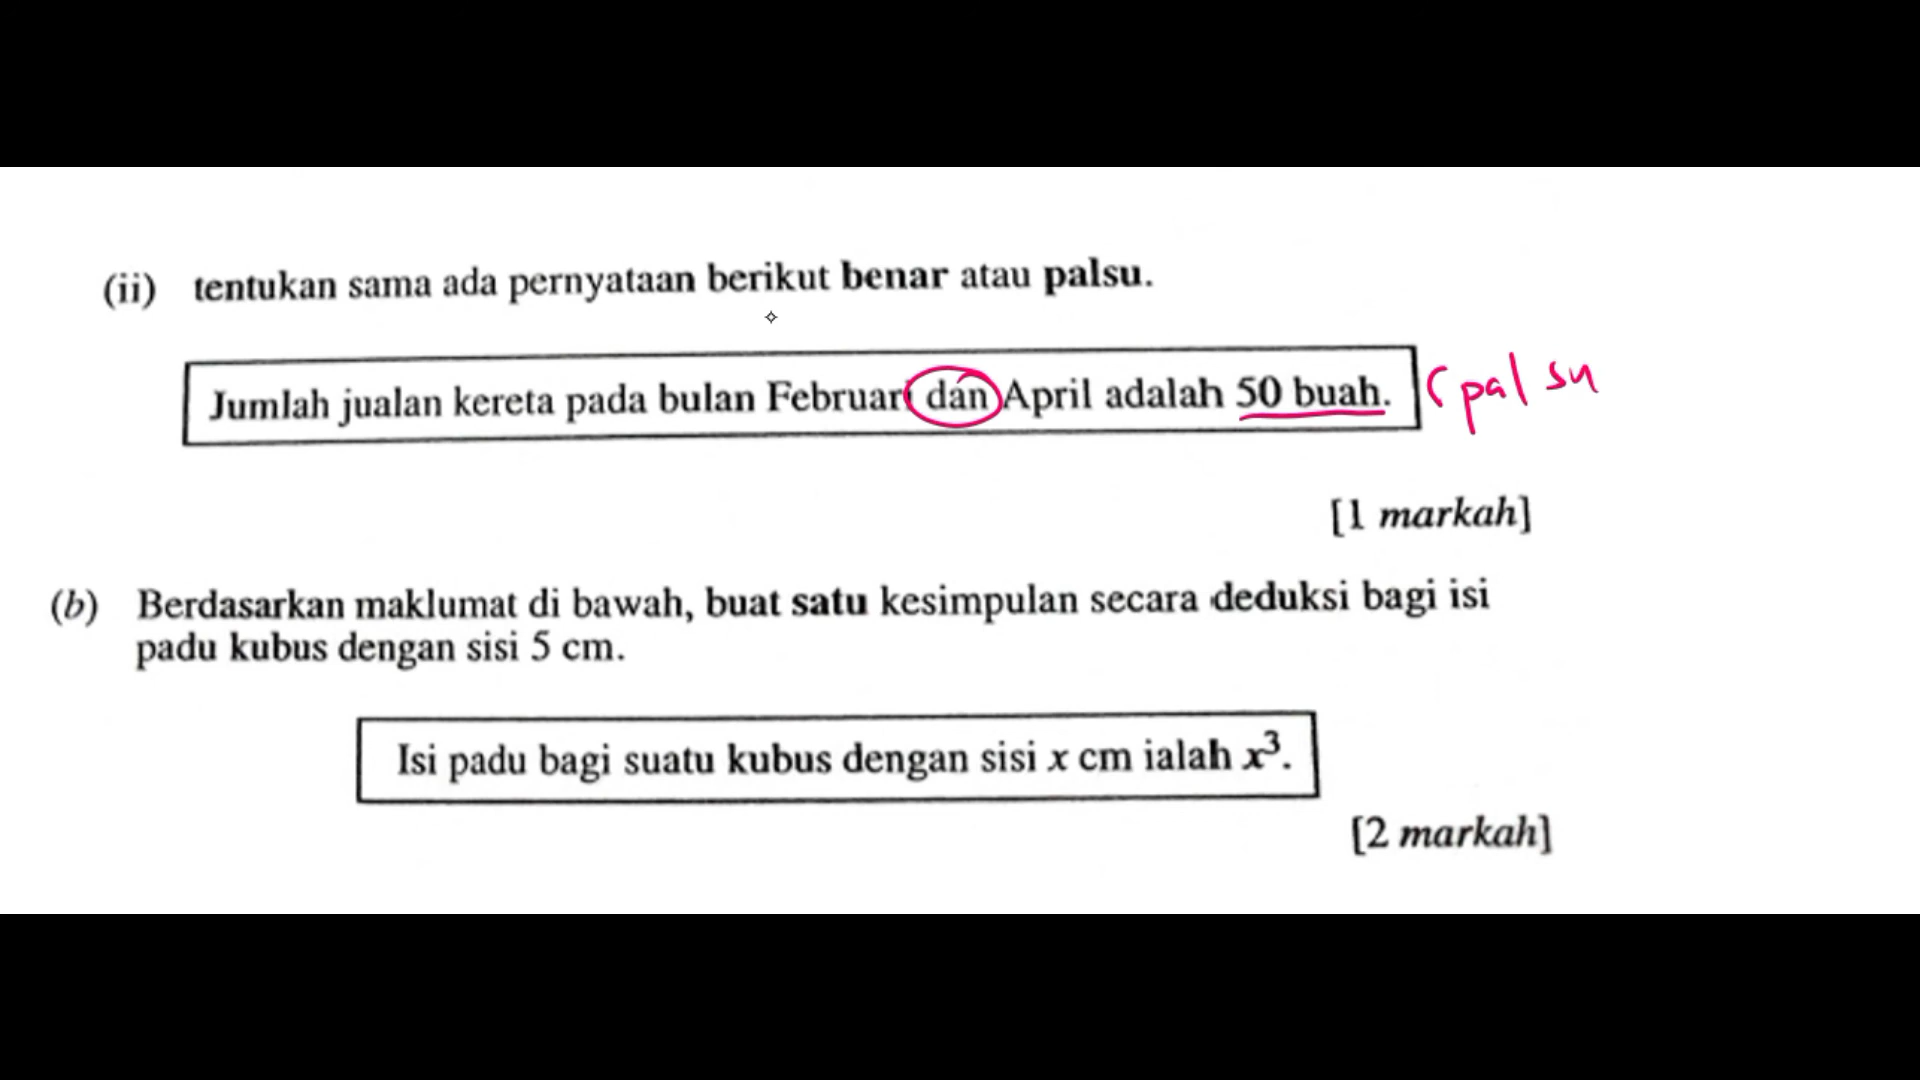 (ii) tentukan sama ada pernyataan berikut benar atau palsu.
Jumlah jualan kereta pada bulan Februari dan April adalah 50 buah. (palsu
[1 markah]
(b) Berdasarkan maklumat di bawah, buat satu kesimpulan secara deduksi bagi isi
padu kubus dengan sisi 5 cm.
Isi padu bagi suatu kubus dengan sisi x cm ialah x³.
[2 markah]